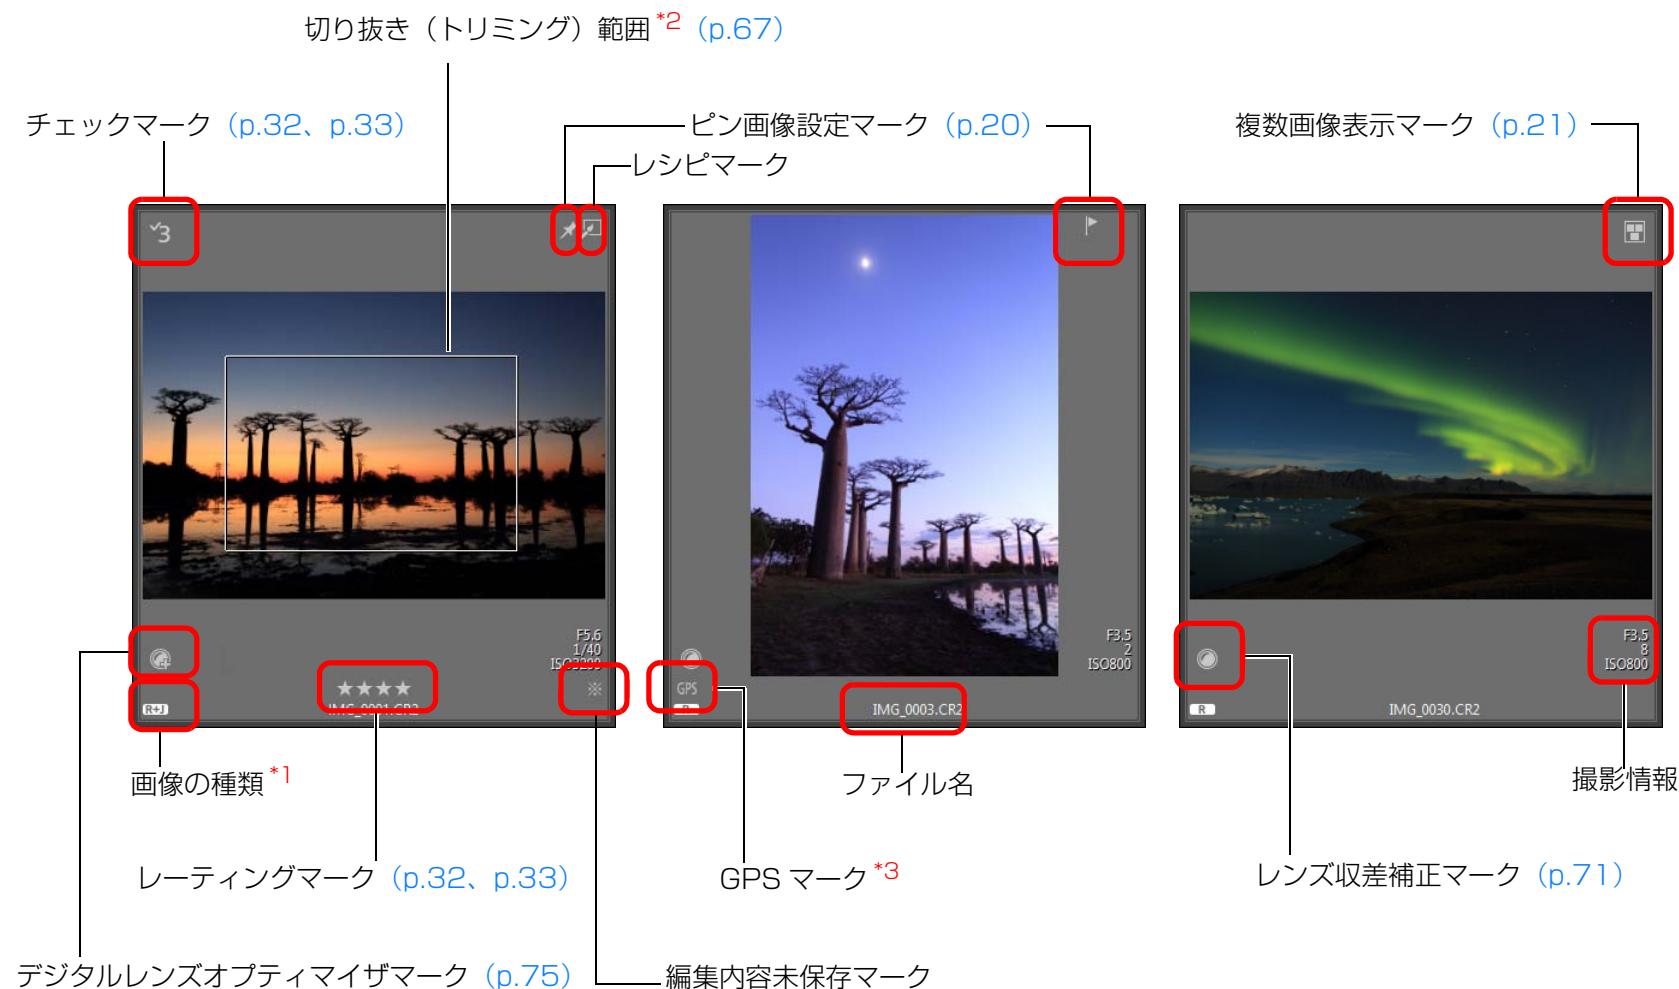 切り抜き（トリミング）範囲*2（p.67）
チェックマーク（p.32、p.33）
ピン画像設定マーク（p.20）
複数画像表示マーク（p.21）
レシピマーク
3
F5.6
1/40
ISO3200
F3.5
2
ISO800
F3.5
8
ISO800
GPS
R+J
IMG_0001.CR2
R
IMG_0003.CR2
R
IMG_0030.CR2
画像の種類*1
ファイル名
撮影情報
レーティングマーク（p.32、p.33）
GPS マーク*3
レンズ収差補正マーク（p.71）
デジタルレンズオプティマイザマーク（p.75）
編集内容未保存マーク